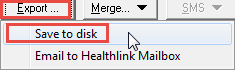 Export ... Merge... SMS
Save to disk
Email to Healthlink Mailbox